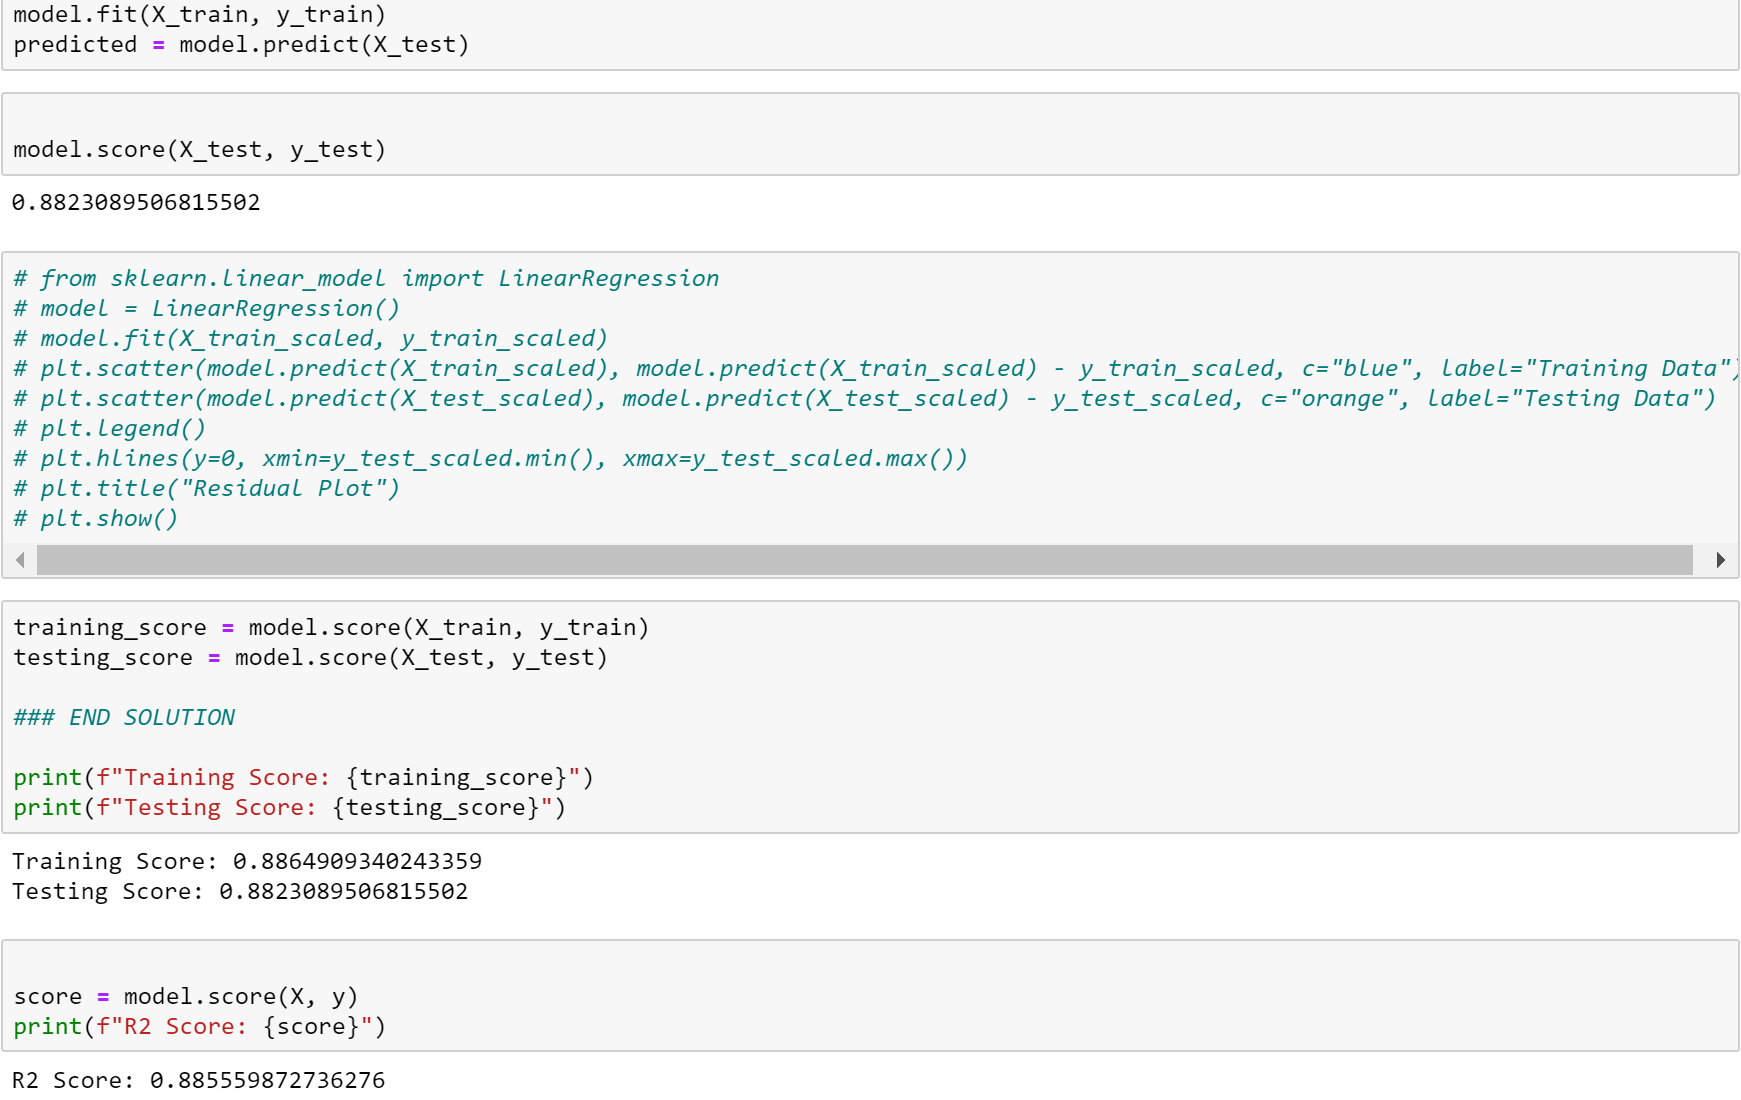 model.fit(X_train, y_train)
predicted = model.predict(X_test)
model.score(X_test, y_test)
0.8823089506815502
# from sklearn.linear_model import LinearRegression
# model = LinearRegression()
# model.fit(X_train_scaled, y_train_scaled)
# plt.scatter(model.predict(X_train_scaled), model.predict(X_train_scaled) - y_train_scaled, c="blue", label="Training Data")
# plt.scatter(model.predict(X_test_scaled), model.predict(X_test_scaled) - y_test_scaled, c="orange", label="Testing Data")
# plt.legend()
# plt.hlines(y=0, xmin=y_test_scaled.min(), xmax=y_test_scaled.max())
# plt.title("Residual Plot")
# plt.show()
training_score = model.score(X_train, y_train)
testing_score = model.score(X_test, y_test)
### END SOLUTION
print(f"Training Score: {training_score}")
print(f"Testing Score: {testing_score}")
Training Score: 0.8864909340243359
Testing Score: 0.8823089506815502
score = model.score(X, y)
print(f"R2 Score: {score}")
R2 Score: 0.885559872736276